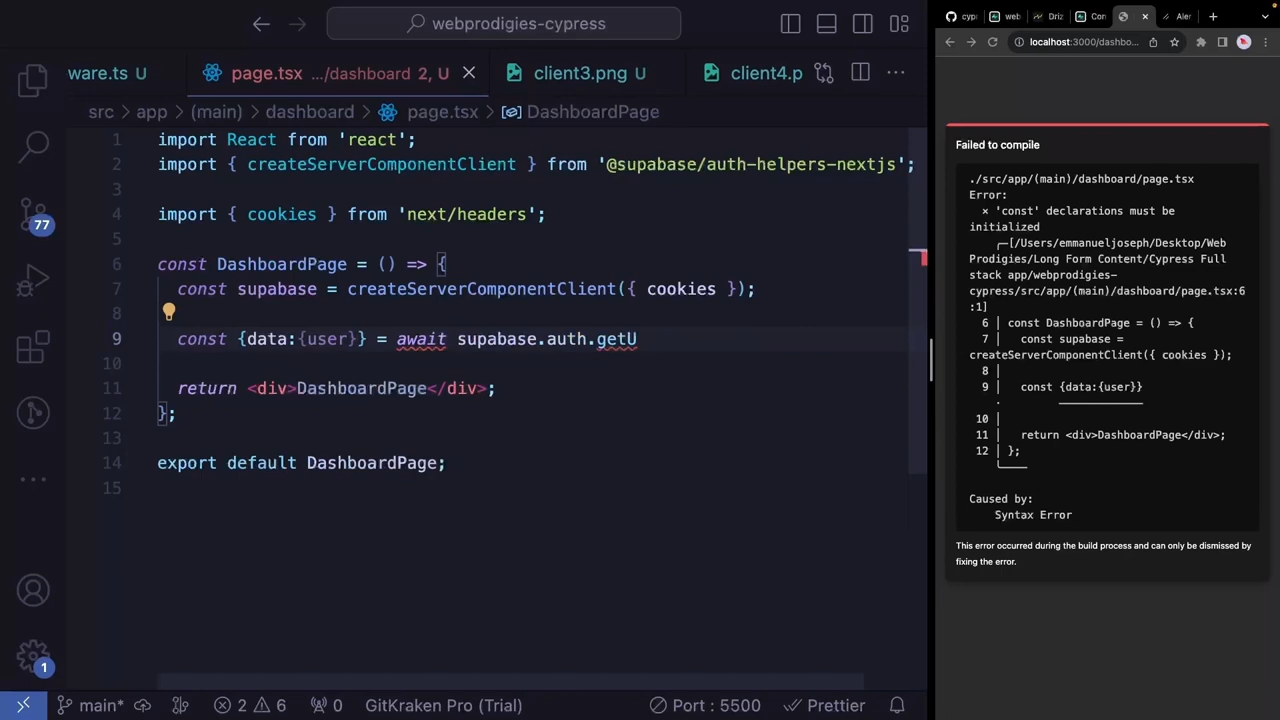 webprodigies-cypress
ware.ts U
page.tsx .../dashboard 2, U
client3.png U
client4.p
src > app > (main) > dashboard > page.tsx > DashboardPage
1 import React from 'react';
2 import { createServerComponentClient } from '@supabase/auth-helpers-nextjs';
3
4 import { cookies } from 'next/headers';
5
6 const DashboardPage = () => {
7 const supabase = createServerComponentClient({ cookies });
8
9 const {data:{user}} = await supabase.auth.getU
10
11 return <div>DashboardPage</div>;
12 };
13
14 export default DashboardPage;
15
77
1
main*
2 6
0
GitKraken Pro (Trial)
Port : 5500
Prettier
cypr
web
Driz
Con
Aler
localhost:3000/dashbo...
Failed to compile
./src/app/(main)/dashboard/page.tsx
Error:
× 'const' declarations must be
initialized
[/Users/emmanueljoseph/Desktop/Web
Prodigies/Long Form Content/Cypress Full
stack app/webprodigies-
cypress/src/app/(main)/dashboard/page.tsx:6
:1]
6 | const DashboardPage = () => {
7 | const supabase =
createServerComponentClient({ cookies });
8 |
9 | const {data:{user}}
10 |
11 | return <div>DashboardPage</div>;
12 | };
Caused by:
Syntax Error
This error occurred during the build process and can only be dismissed by
fixing the error.